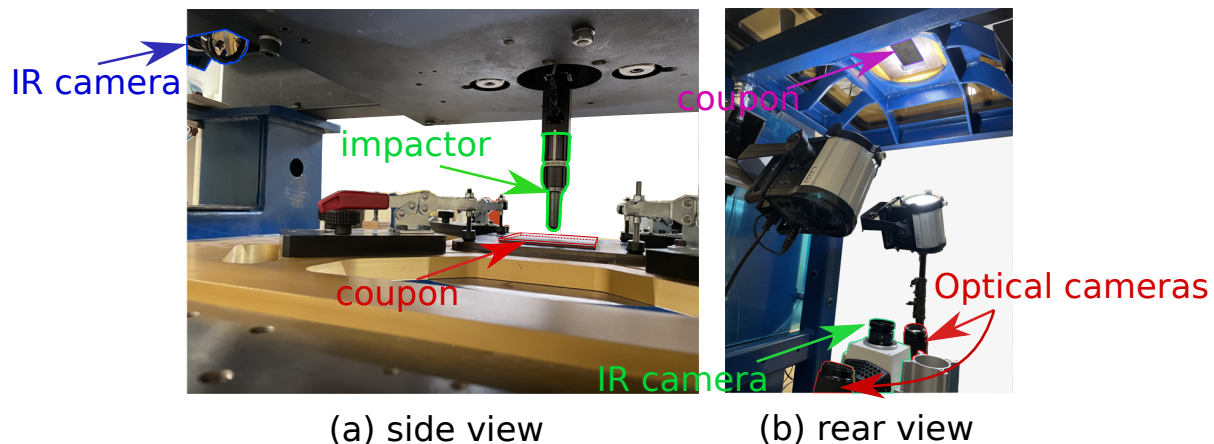 IR camera
impactor
coupon
(a) side view
coupon
Optical cameras
IR camera
(b) rear view